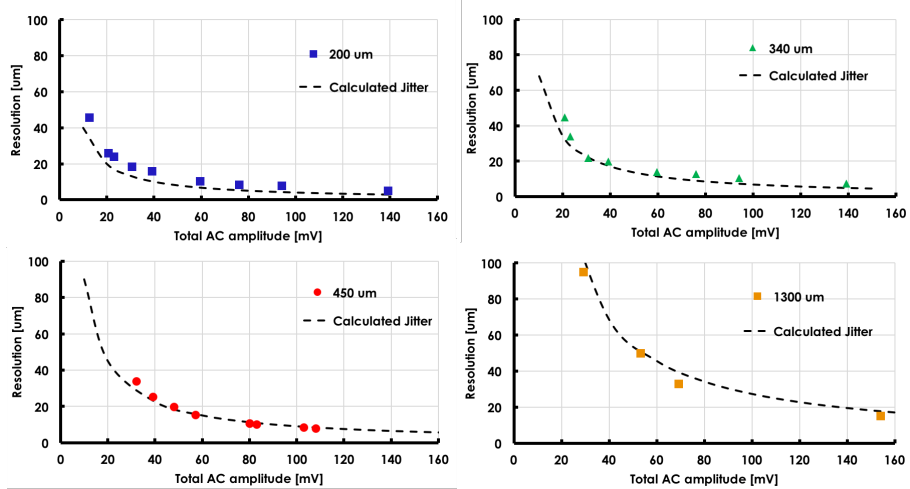 100
80
60
40
20
0
Resolution [um]
200 um
Calculated Jitter
0 20 40 60 80 100 120 140 160
Total AC amplitude [mV]
100
80
60
40
20
0
Resolution [um]
340 um
Calculated Jitter
0 20 40 60 80 100 120 140 160
Total AC amplitude [mV]
100
80
60
40
20
0
Resolution [um]
450 um
Calculated Jitter
0 20 40 60 80 100 120 140 160
Total AC amplitude [mV]
100
80
60
40
20
0
Resolution [um]
1300 um
Calculated Jitter
0 20 40 60 80 100 120 140 160
Total AC amplitude [mV]